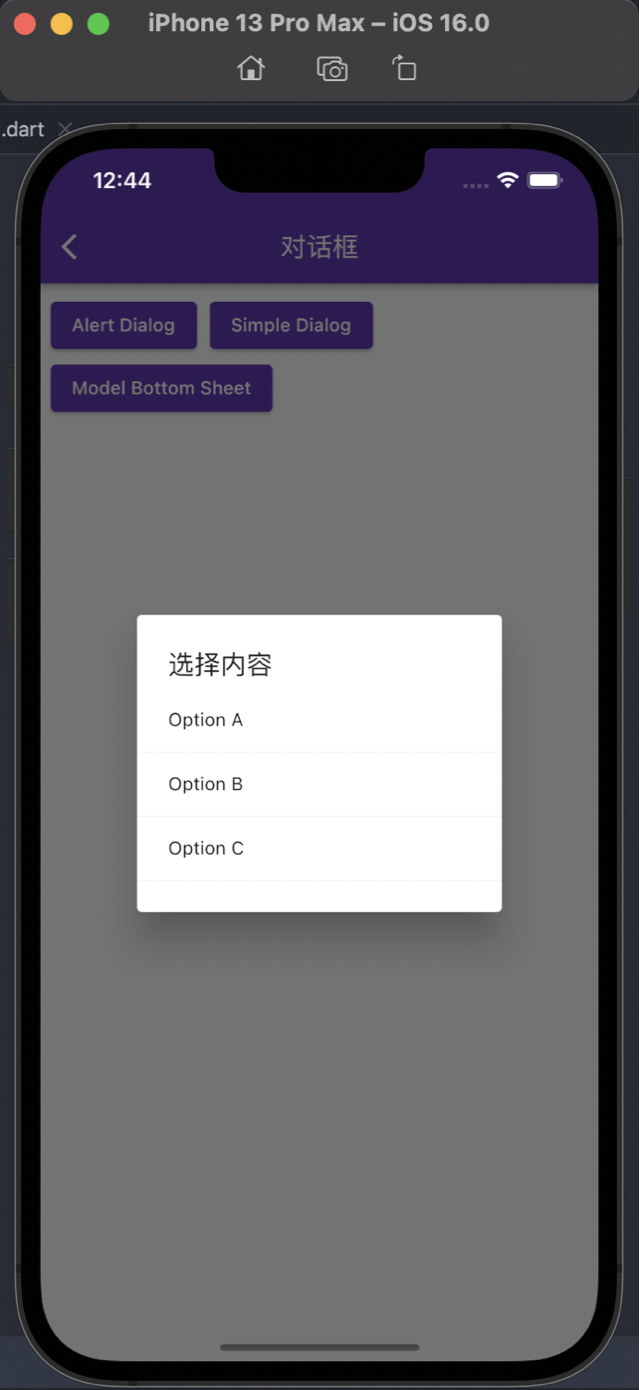 iPhone 13 Pro Max – iOS 16.0
.dart
12:44
对话框
Alert Dialog
Simple Dialog
Model Bottom Sheet
选择内容
Option A
Option B
Option C